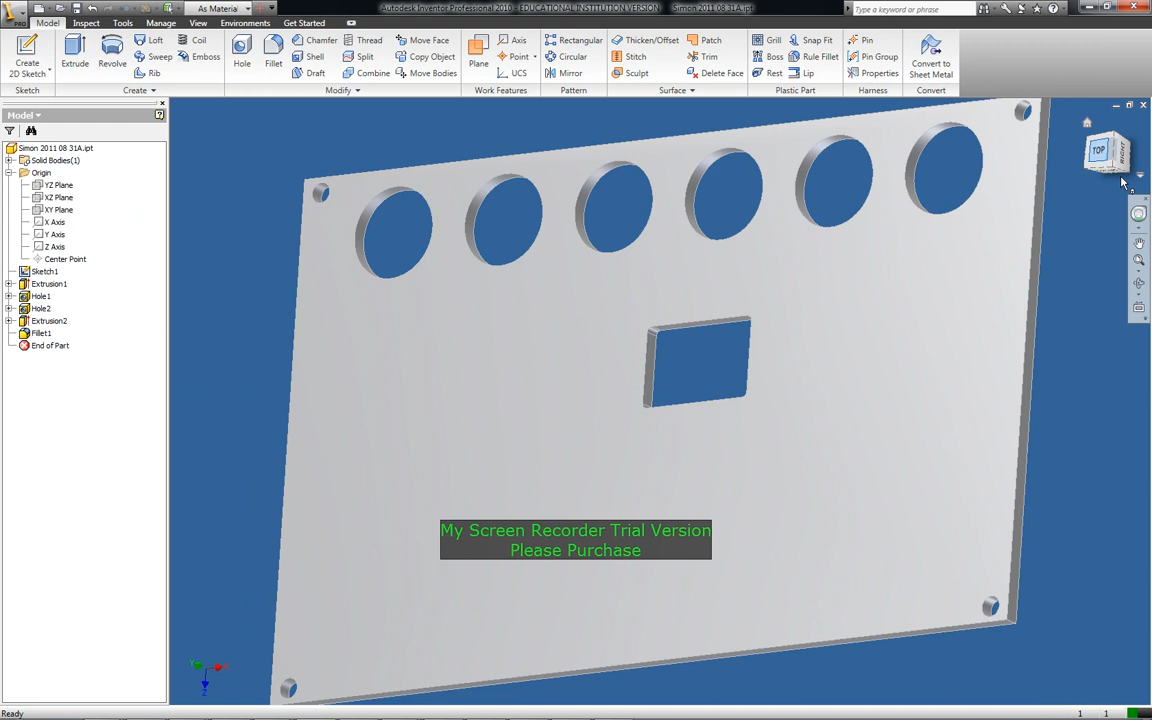 Autodesk Inventor Professional 2010 - EDUCATIONAL INSTITUTION VERSION Simon 2011 08 31A.ipt
Type a keyword or phrase
PRO
As Material
Model Inspect Tools Manage View Environments Get Started
Create 2D Sketch
Extrude
Revolve
Loft
Sweep
Rib
Coil
Emboss
Hole
Fillet
Chamfer
Shell
Draft
Thread
Split
Combine
Move Face
Copy Object
Move Bodies
Plane
Axis
Point
UCS
Rectangular
Circular
Mirror
Thicken/Offset
Stitch
Sculpt
Patch
Trim
Delete Face
Grill
Boss
Rest
Snap Fit
Rule Fillet
Lip
Pin
Pin Group
Properties
Convert to Sheet Metal
Sketch Create Modify Work Features Pattern Surface Plastic Part Harness Convert
Model
Simon 2011 08 31A.ipt
Solid Bodies(1)
Origin
YZ Plane
XZ Plane
XY Plane
X Axis
Y Axis
Z Axis
Center Point
Sketch1
Extrusion1
Hole1
Hole2
Extrusion2
Fillet1
End of Part
TOP
RIGHT
My Screen Recorder Trial Version
Please Purchase
Y
Z
Ready
1 1